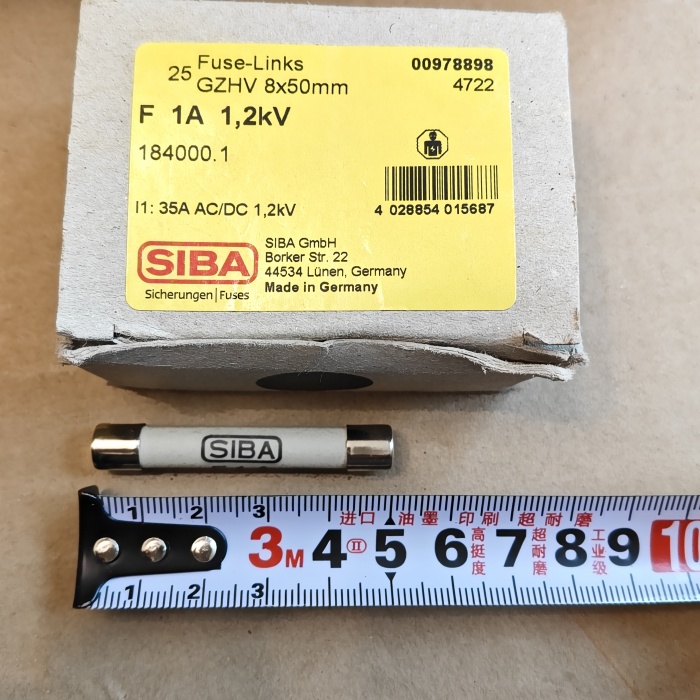 25 Fuse-Links
GZHV 8x50mm
00978898
4722
F 1A 1,2kV
184000.1
I1: 35A AC/DC 1,2kV
4 028854 015687
SIBA
Sicherungen|Fuses
SIBA GmbH
Borker Str. 22
44534 Lünen, Germany
Made in Germany
SIBA
1 2 3
进口 油墨 印刷 超耐磨
3M 4 Ⅱ 5 6 高挺度 7 超耐磨 8 工业级 9 10
1 2 3